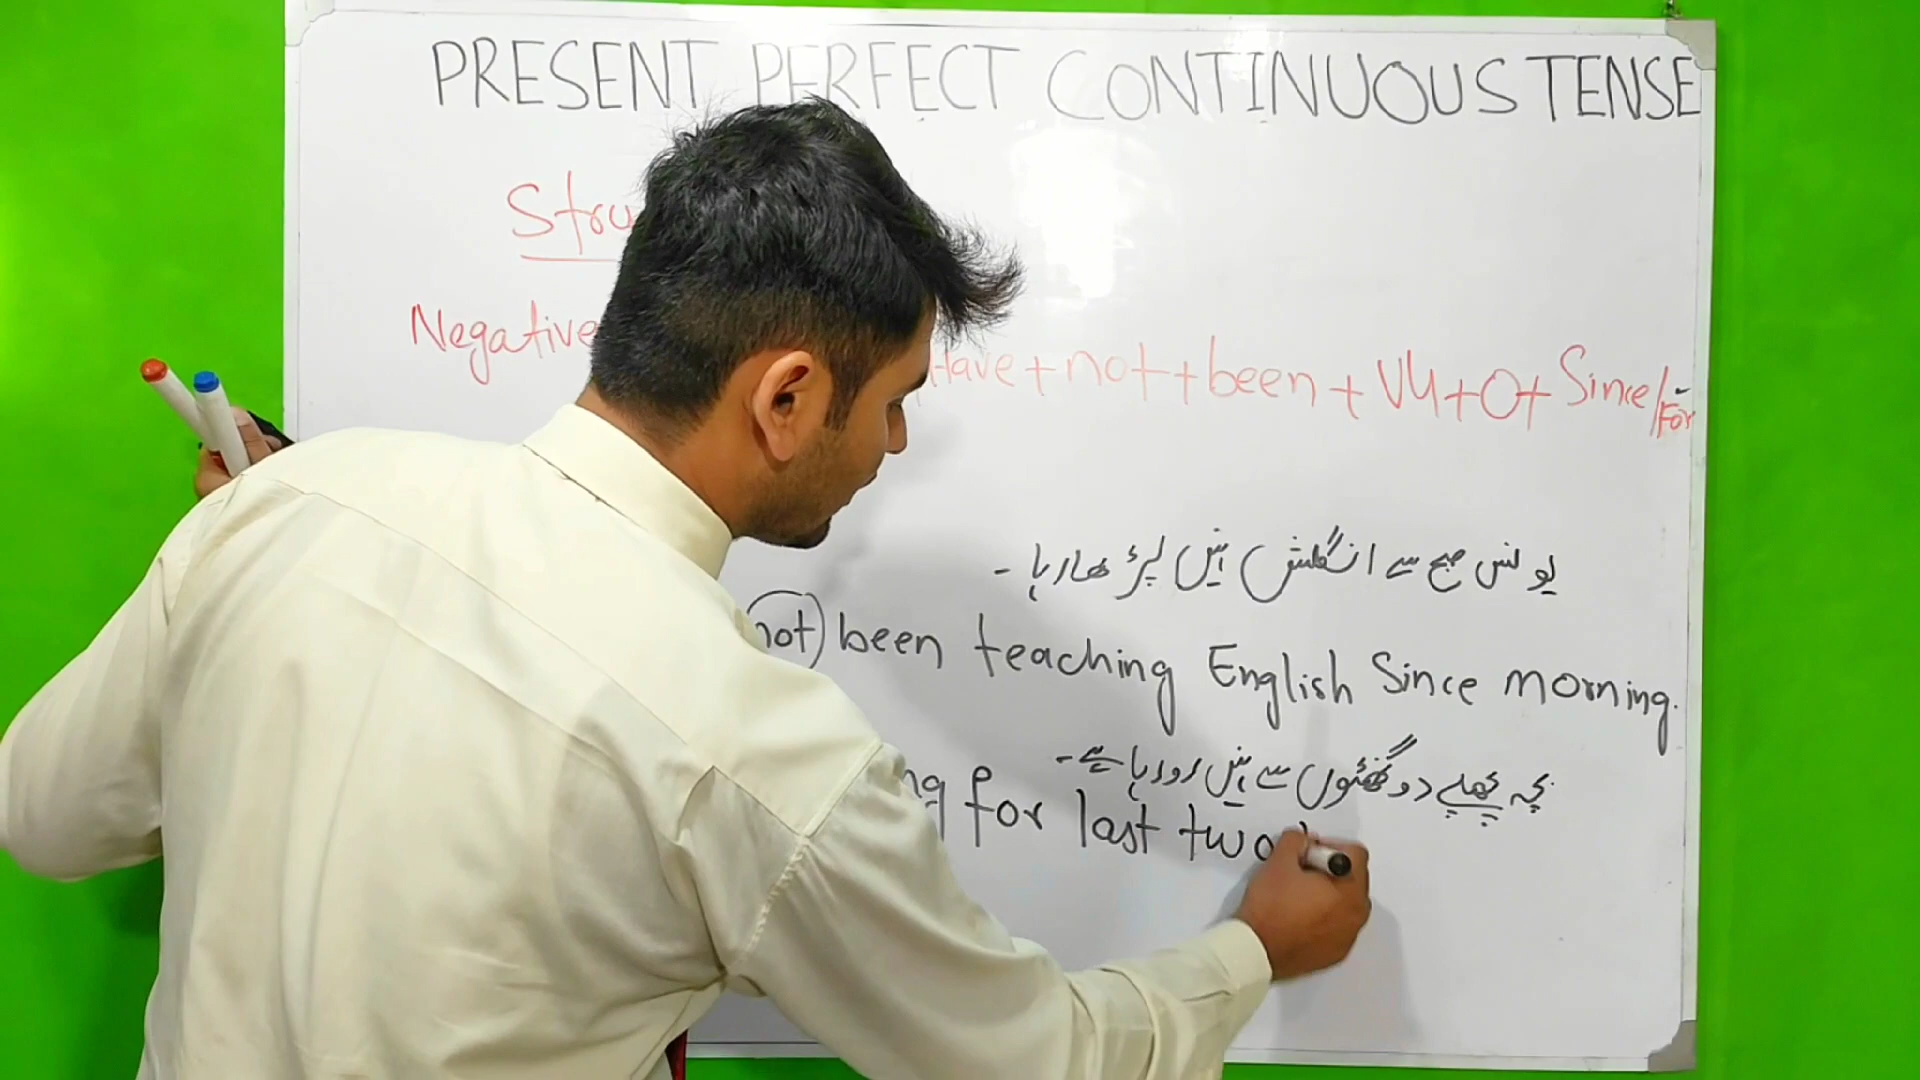 PRESENT PERFECT CONTINUOUS TENSE
Negative
Have + not + been + V4 + O + Since/For
یونس صبح سے انگلش نہیں پڑھا رہا ۔
not been teaching English Since morning.
بچہ پچھلے دو گھنٹوں سے نہیں رو رہا ہے ۔
for last two